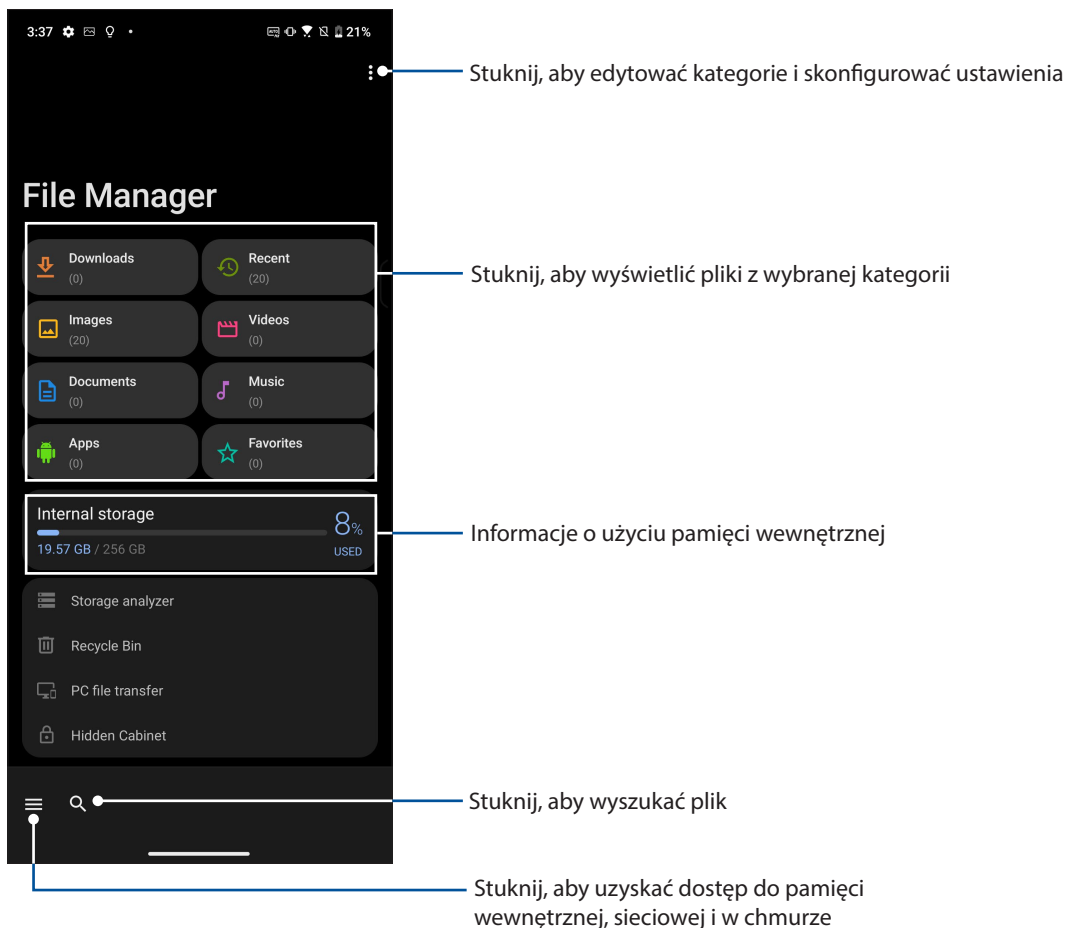 3:37 21%
Stuknij, aby edytować kategorie i skonfigurować ustawienia
File Manager
Downloads
(0)
Recent
(20)
Stuknij, aby wyświetlić pliki z wybranej kategorii
Images
(20)
Videos
(0)
Documents
(0)
Music
(0)
Apps
(0)
Favorites
(0)
Internal storage
8%
19.57 GB / 256 GB
USED
Informacje o użyciu pamięci wewnętrznej
Storage analyzer
Recycle Bin
PC file transfer
Hidden Cabinet
Stuknij, aby wyszukać plik
Stuknij, aby uzyskać dostęp do pamięci
wewnętrznej, sieciowej i w chmurze